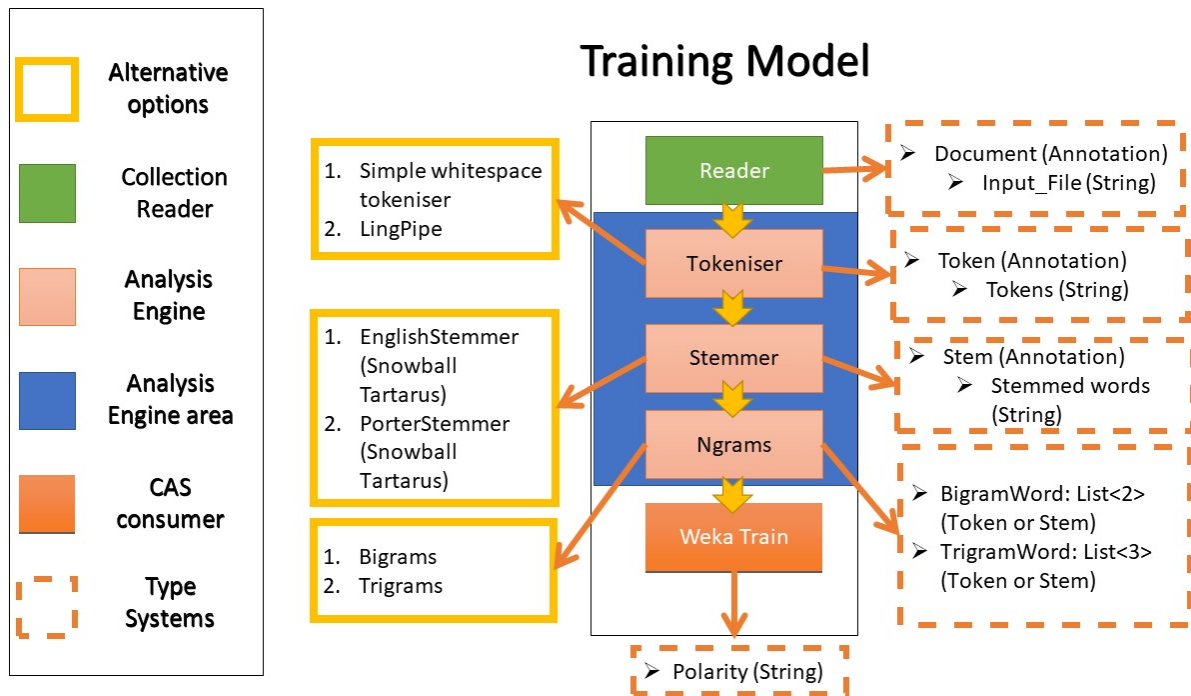 Training Model
Alternative
options
Collection
Reader
Analysis
Engine
Analysis
Engine area
CAS
consumer
Type
Systems
1. Simple whitespace
tokeniser
2. LingPipe
1. EnglishStemmer
(Snowball
Tartarus)
2. PorterStemmer
(Snowball
Tartarus)
1. Bigrams
2. Trigrams
Reader
Tokeniser
Stemmer
Ngrams
Weka Train
➢ Document (Annotation)
➢ Input_File (String)
➢ Token (Annotation)
➢ Tokens (String)
➢ Stem (Annotation)
➢ Stemmed words
(String)
➢ BigramWord: List<2>
(Token or Stem)
➢ TrigramWord: List<3>
(Token or Stem)
➢ Polarity (String)